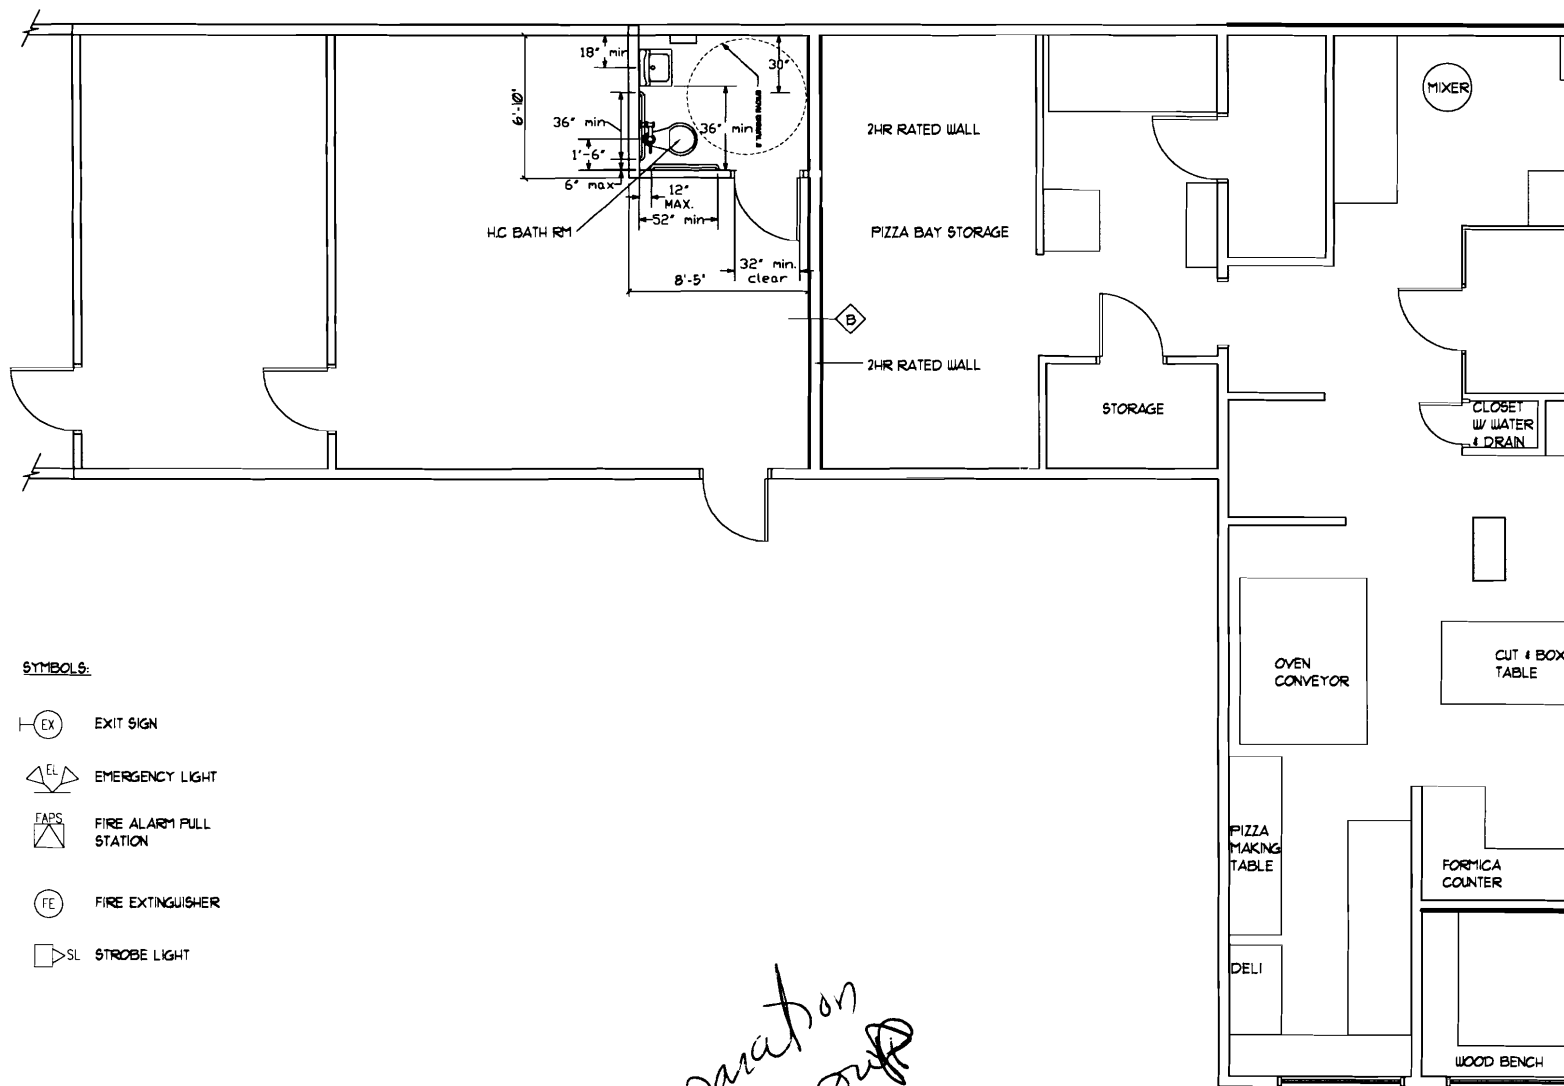 18" min
30"
6'-10"
36" min
36" min
1'-6"
6" max
12"
MAX.
52" min
H.C BATH RM
32" min.
clear
8'-5"
2HR RATED WALL
PIZZA BAY STORAGE
B
2HR RATED WALL
STORAGE
MIXER
CLOSET
W/ WATER
& DRAIN
OVEN
CONVEYOR
CUT & BOX
TABLE
PIZZA
MAKING
TABLE
FORMICA
COUNTER
DELI
WOOD BENCH
SYMBOLS:
EX EXIT SIGN
EL EMERGENCY LIGHT
FAPS FIRE ALARM PULL
STATION
FE FIRE EXTINGUISHER
SL STROBE LIGHT